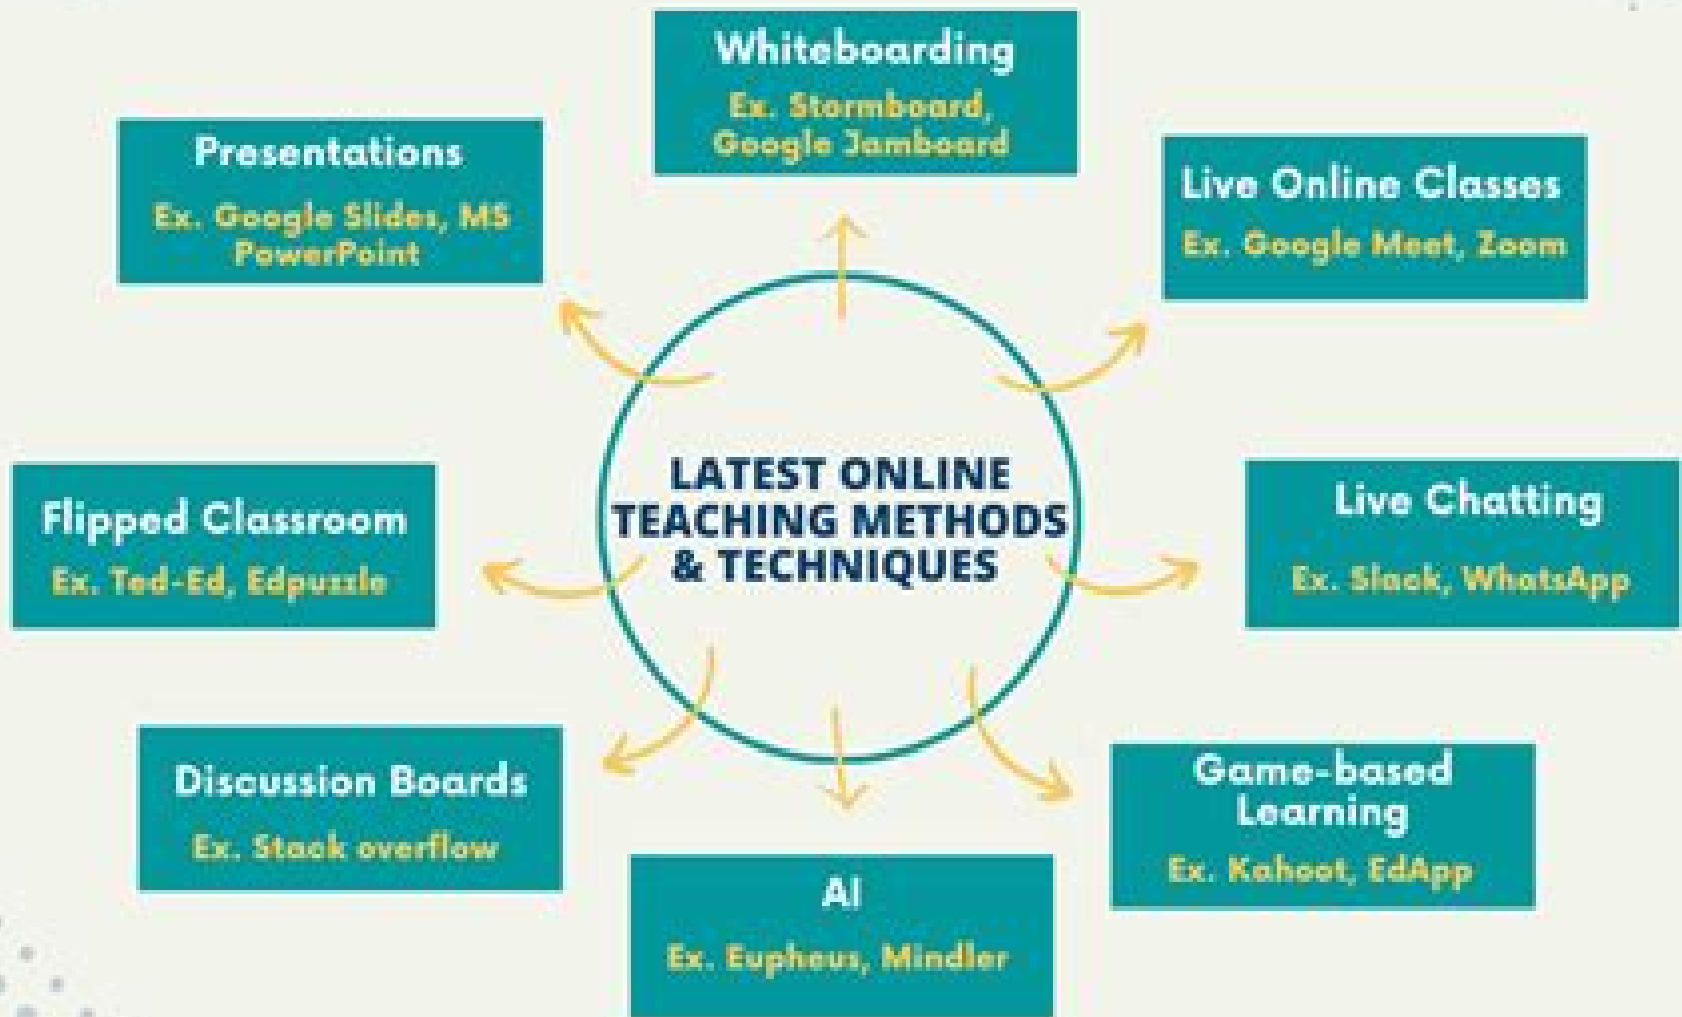 Whiteboarding
Ex. Stormboard,
Google Jamboard
Presentations
Ex. Google Slides, MS
PowerPoint
Live Online Classes
Ex. Google Meet, Zoom
LATEST ONLINE
TEACHING METHODS
& TECHNIQUES
Flipped Classroom
Ex. Ted-Ed, Edpuzzle
Live Chatting
Ex. Slack, WhatsApp
Discussion Boards
Ex. Stack overflow
Game-based
Learning
Ex. Kahoot, EdApp
AI
Ex. Eupheus, Mindler